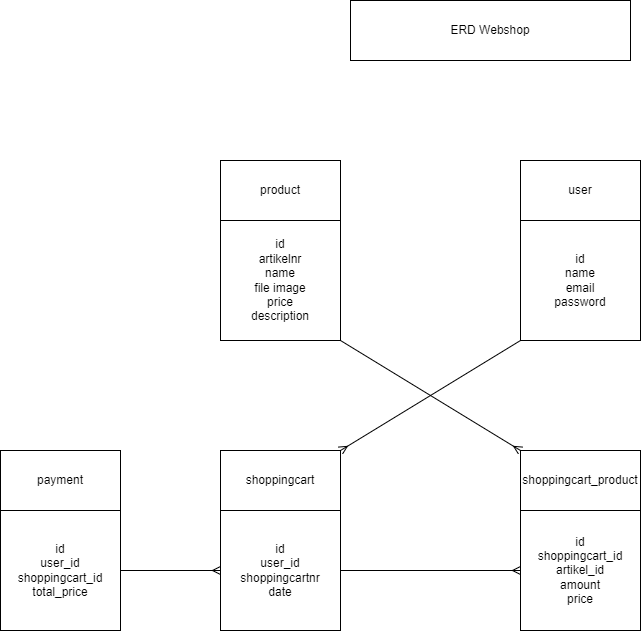 ERD Webshop
product
id
artikelnr
name
file image
price
description
user
id
name
email
password
payment
id
user_id
shoppingcart_id
total_price
shoppingcart
id
user_id
shoppingcartnr
date
shoppingcart_product
id
shoppingcart_id
artikel_id
amount
price